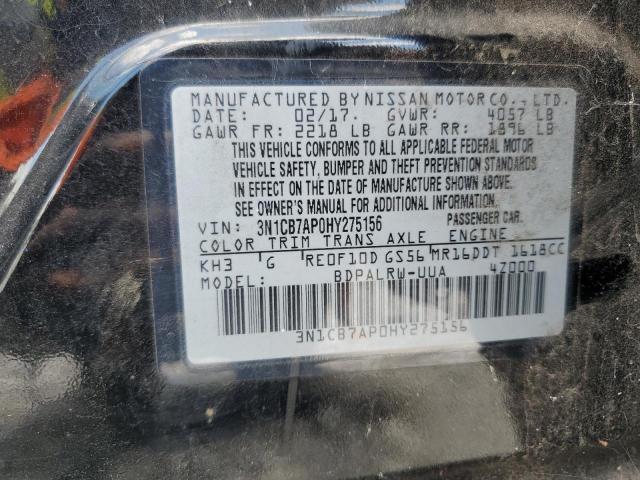 MANUFACTURED BY NISSAN MOTOR CO., LTD.
DATE: 02/17. GVWR: 4057 LB
GAWR FR: 2218 LB GAWR RR: 1896 LB
THIS VEHICLE CONFORMS TO ALL APPLICABLE FEDERAL MOTOR
VEHICLE SAFETY, BUMPER AND THEFT PREVENTION STANDARDS
IN EFFECT ON THE DATE OF MANUFACTURE SHOWN ABOVE.
SEE OWNER'S MANUAL FOR ADDITIONAL INFORMATION.
VIN: 3N1CB7AP0HY275156 PASSENGER CAR.
COLOR TRIM TRANS AXLE ENGINE
KH3 G RE0F10D GS56 MR16DDT 1618CC
MODEL: BDPALRW-UUA 4Z000
3N1CB7AP0HY275156